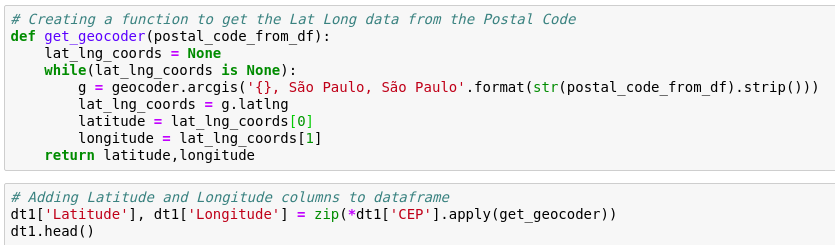 # Creating a function to get the Lat Long data from the Postal Code
def get_geocoder(postal_code_from_df):
    lat_lng_coords = None
    while(lat_lng_coords is None):
        g = geocoder.arcgis('{}, São Paulo, São Paulo'.format(str(postal_code_from_df).strip()))
        lat_lng_coords = g.latlng
        latitude = lat_lng_coords[0]
        longitude = lat_lng_coords[1]
    return latitude,longitude
# Adding Latitude and Longitude columns to dataframe
dt1['Latitude'], dt1['Longitude'] = zip(*dt1['CEP'].apply(get_geocoder))
dt1.head()